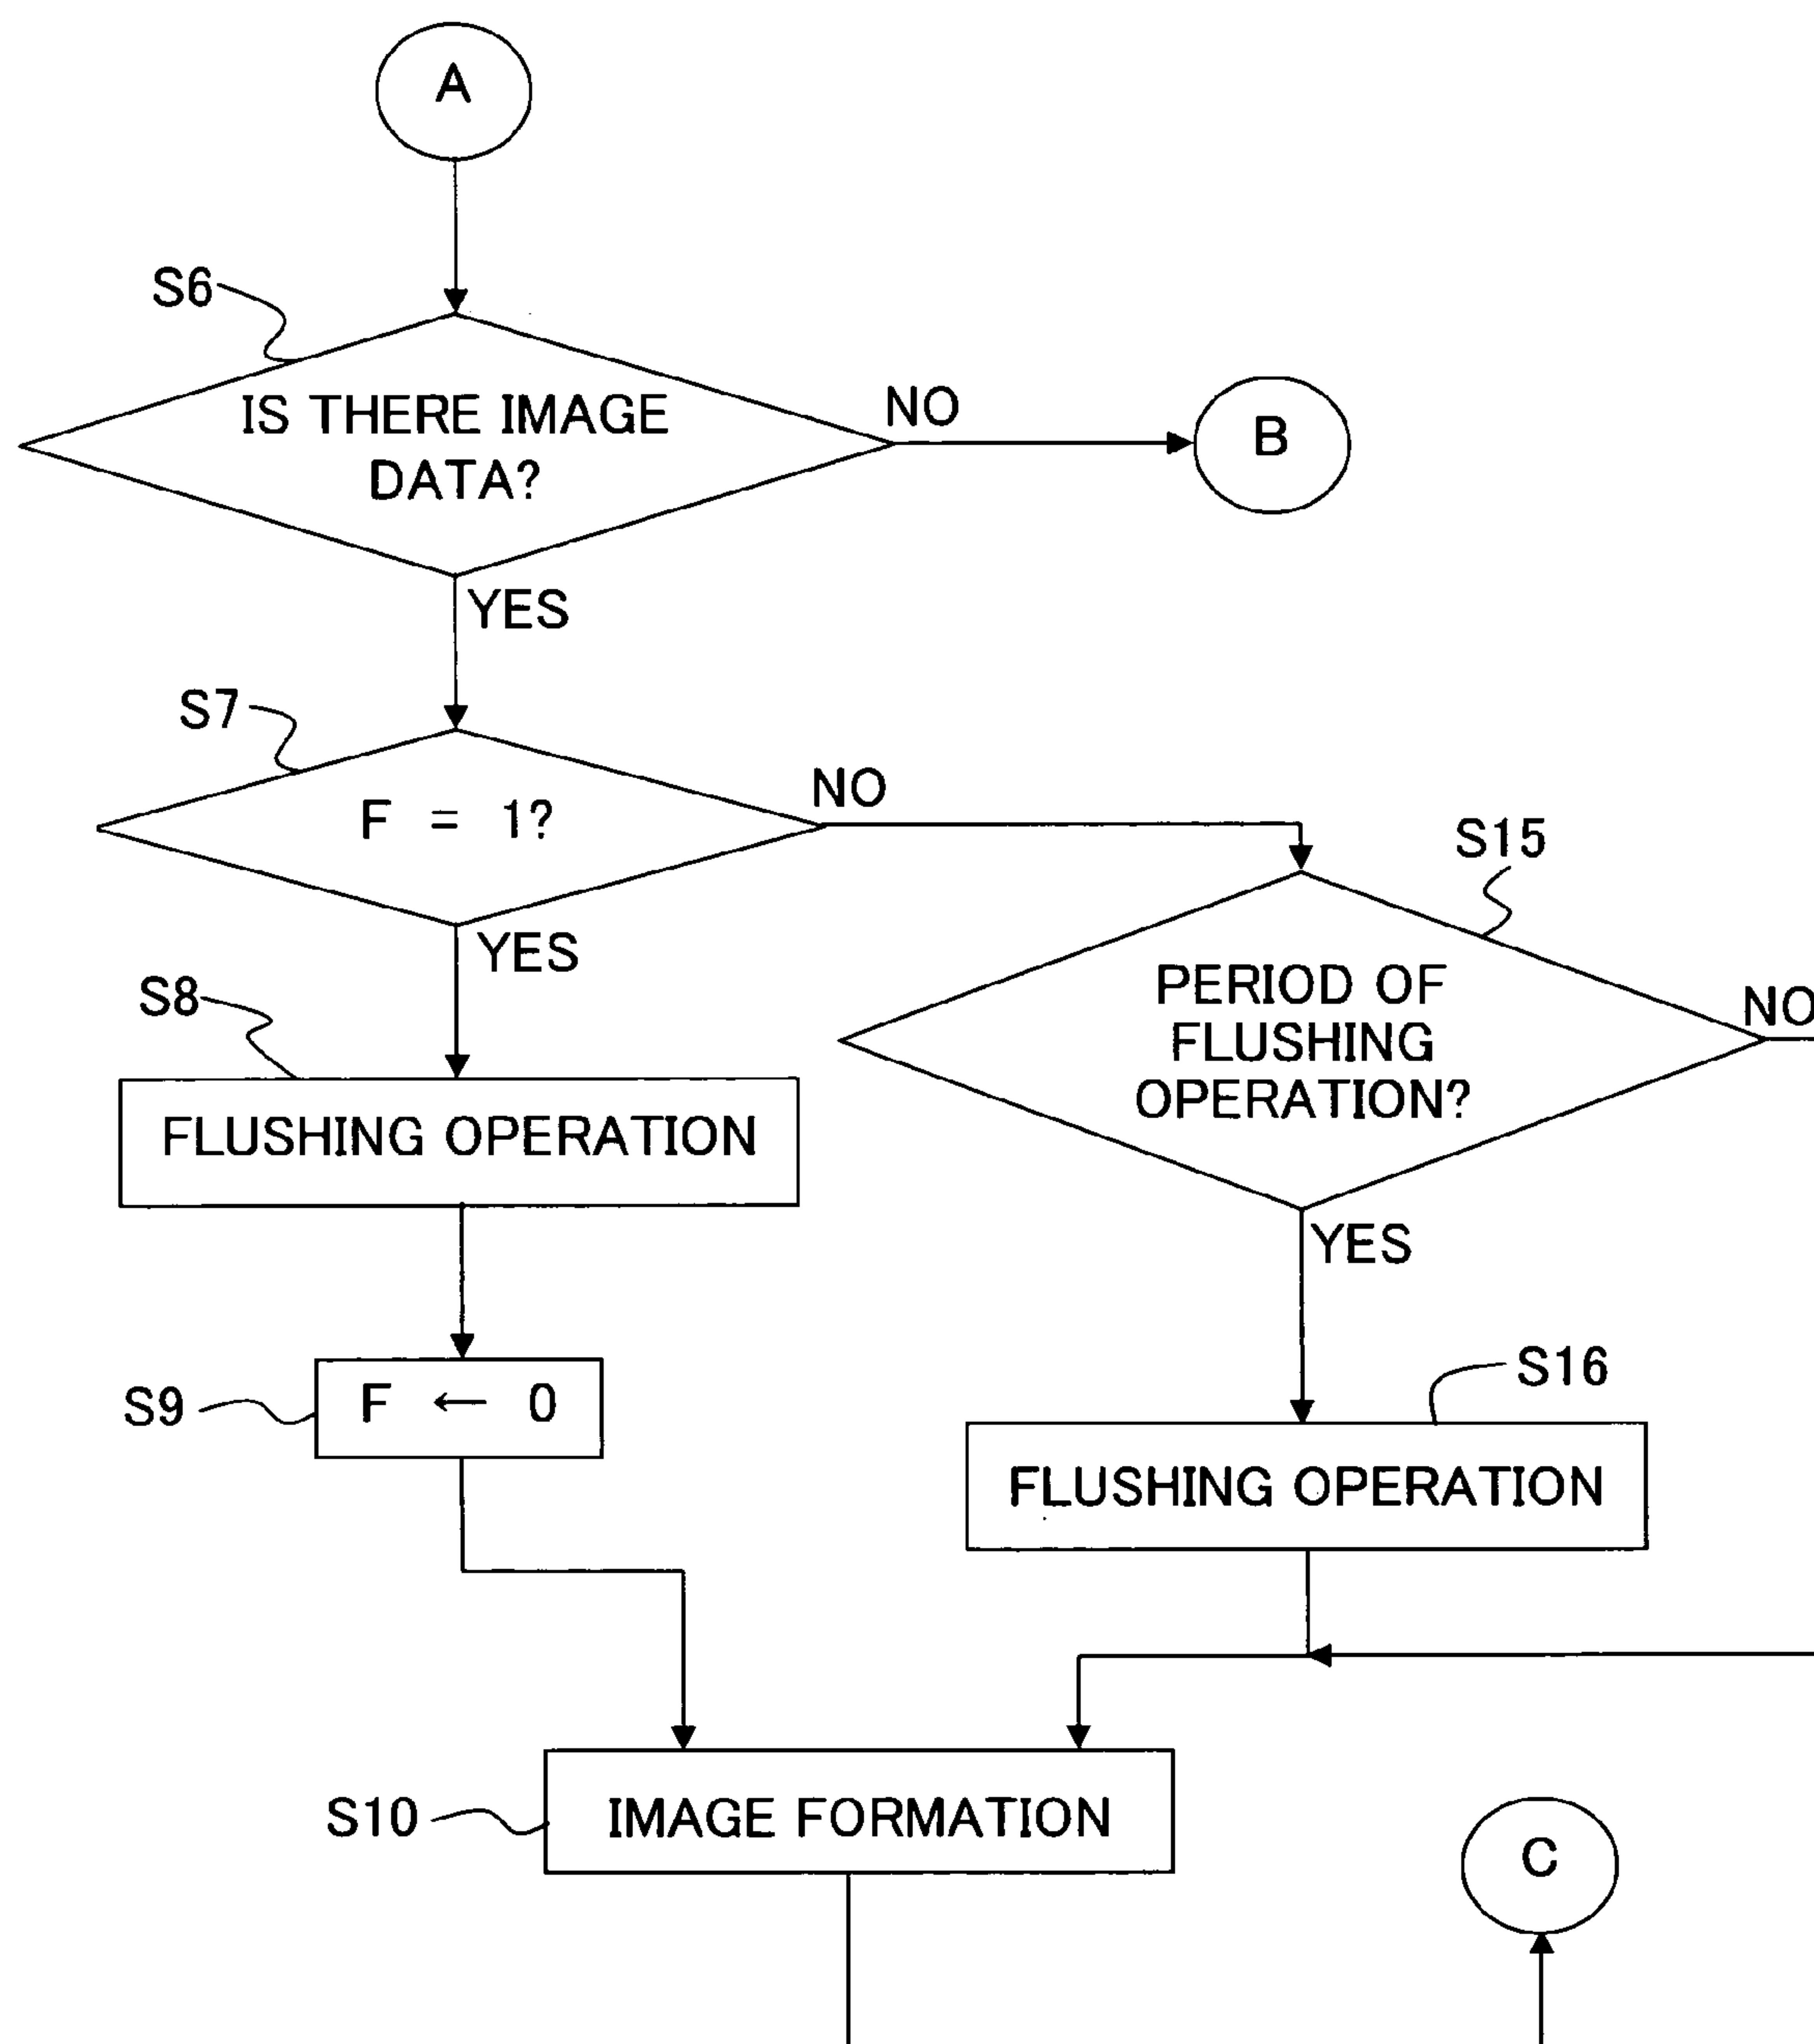 A
S6
IS THERE IMAGE
DATA?
NO
B
YES
S7
F = 1?
NO
S15
YES
PERIOD OF
FLUSHING
OPERATION?
NO
S8
FLUSHING OPERATION
YES
S9
F ← 0
S16
FLUSHING OPERATION
S10
IMAGE FORMATION
C